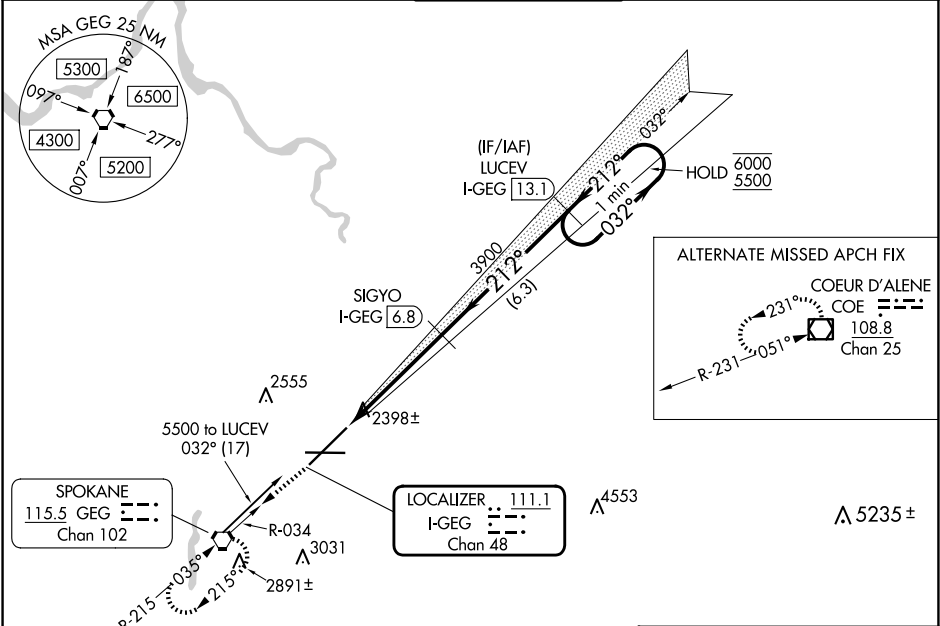 MSA GEG 25 NM
5300
187°
097°
6500
4300
277°
5200
007°
(IF/IAF)
LUCEV
I-GEG 13.1
212°
032°
1 min
032°
HOLD 6000
5500
3900
212°
(6.3)
SIGYO
I-GEG 6.8
ALTERNATE MISSED APCH FIX
COEUR D'ALENE
COE
108.8
Chan 25
231°
R-231
051°
2555
2398±
5500 to LUCEV
032° (17)
SPOKANE
115.5 GEG
Chan 102
LOCALIZER 111.1
I-GEG
Chan 48
4553
5235±
R-034
3031
2891±
R-215
035°
215°